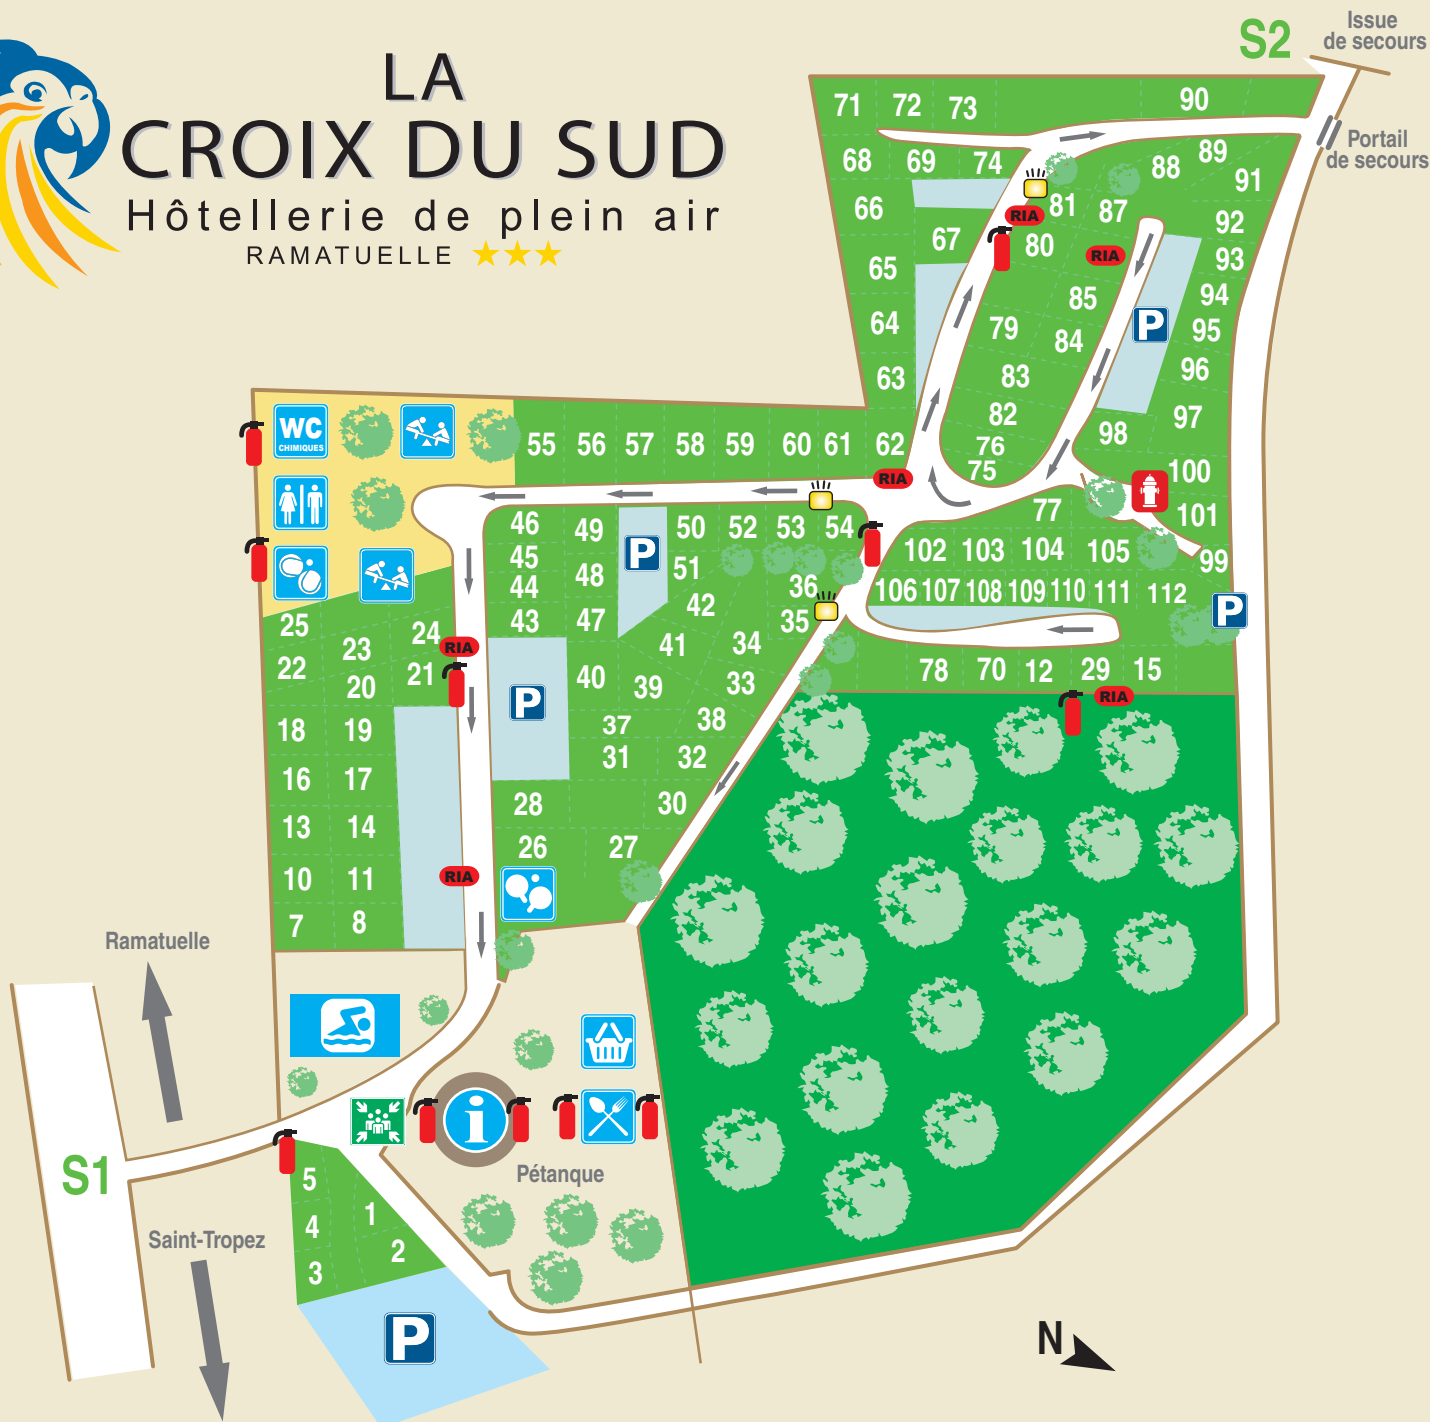 LA
CROIX DU SUD
Hôtellerie de plein air
RAMATUELLE
S2
Issue
de secours
Portail
de secours
71 72 73 90
68 69 74 88 89
66 81 87 91
67 80 92
RIA
RIA
65 93
64 79 85 94
84 P 95
63 83 96
82 97
55 56 57 58 59 60 61 62 76 98
75 100
WC
CHIMIQUES
RIA
46 49 50 52 53 54 77 101
45 P 102 103 104 105 99
44 48 51 36 106 107 108 109 110 111 112
43 47 42 35 P
25 24 41 34
23 RIA
22 21 40 39 33 78 70 12 29 15
20 P RIA
18 19 37 38
16 17 31 32
13 14 28 30
26 27
10 11 RIA
7 8
Ramatuelle
i
S1
Pétanque
5
4 1
Saint-Tropez 2
3
P
N